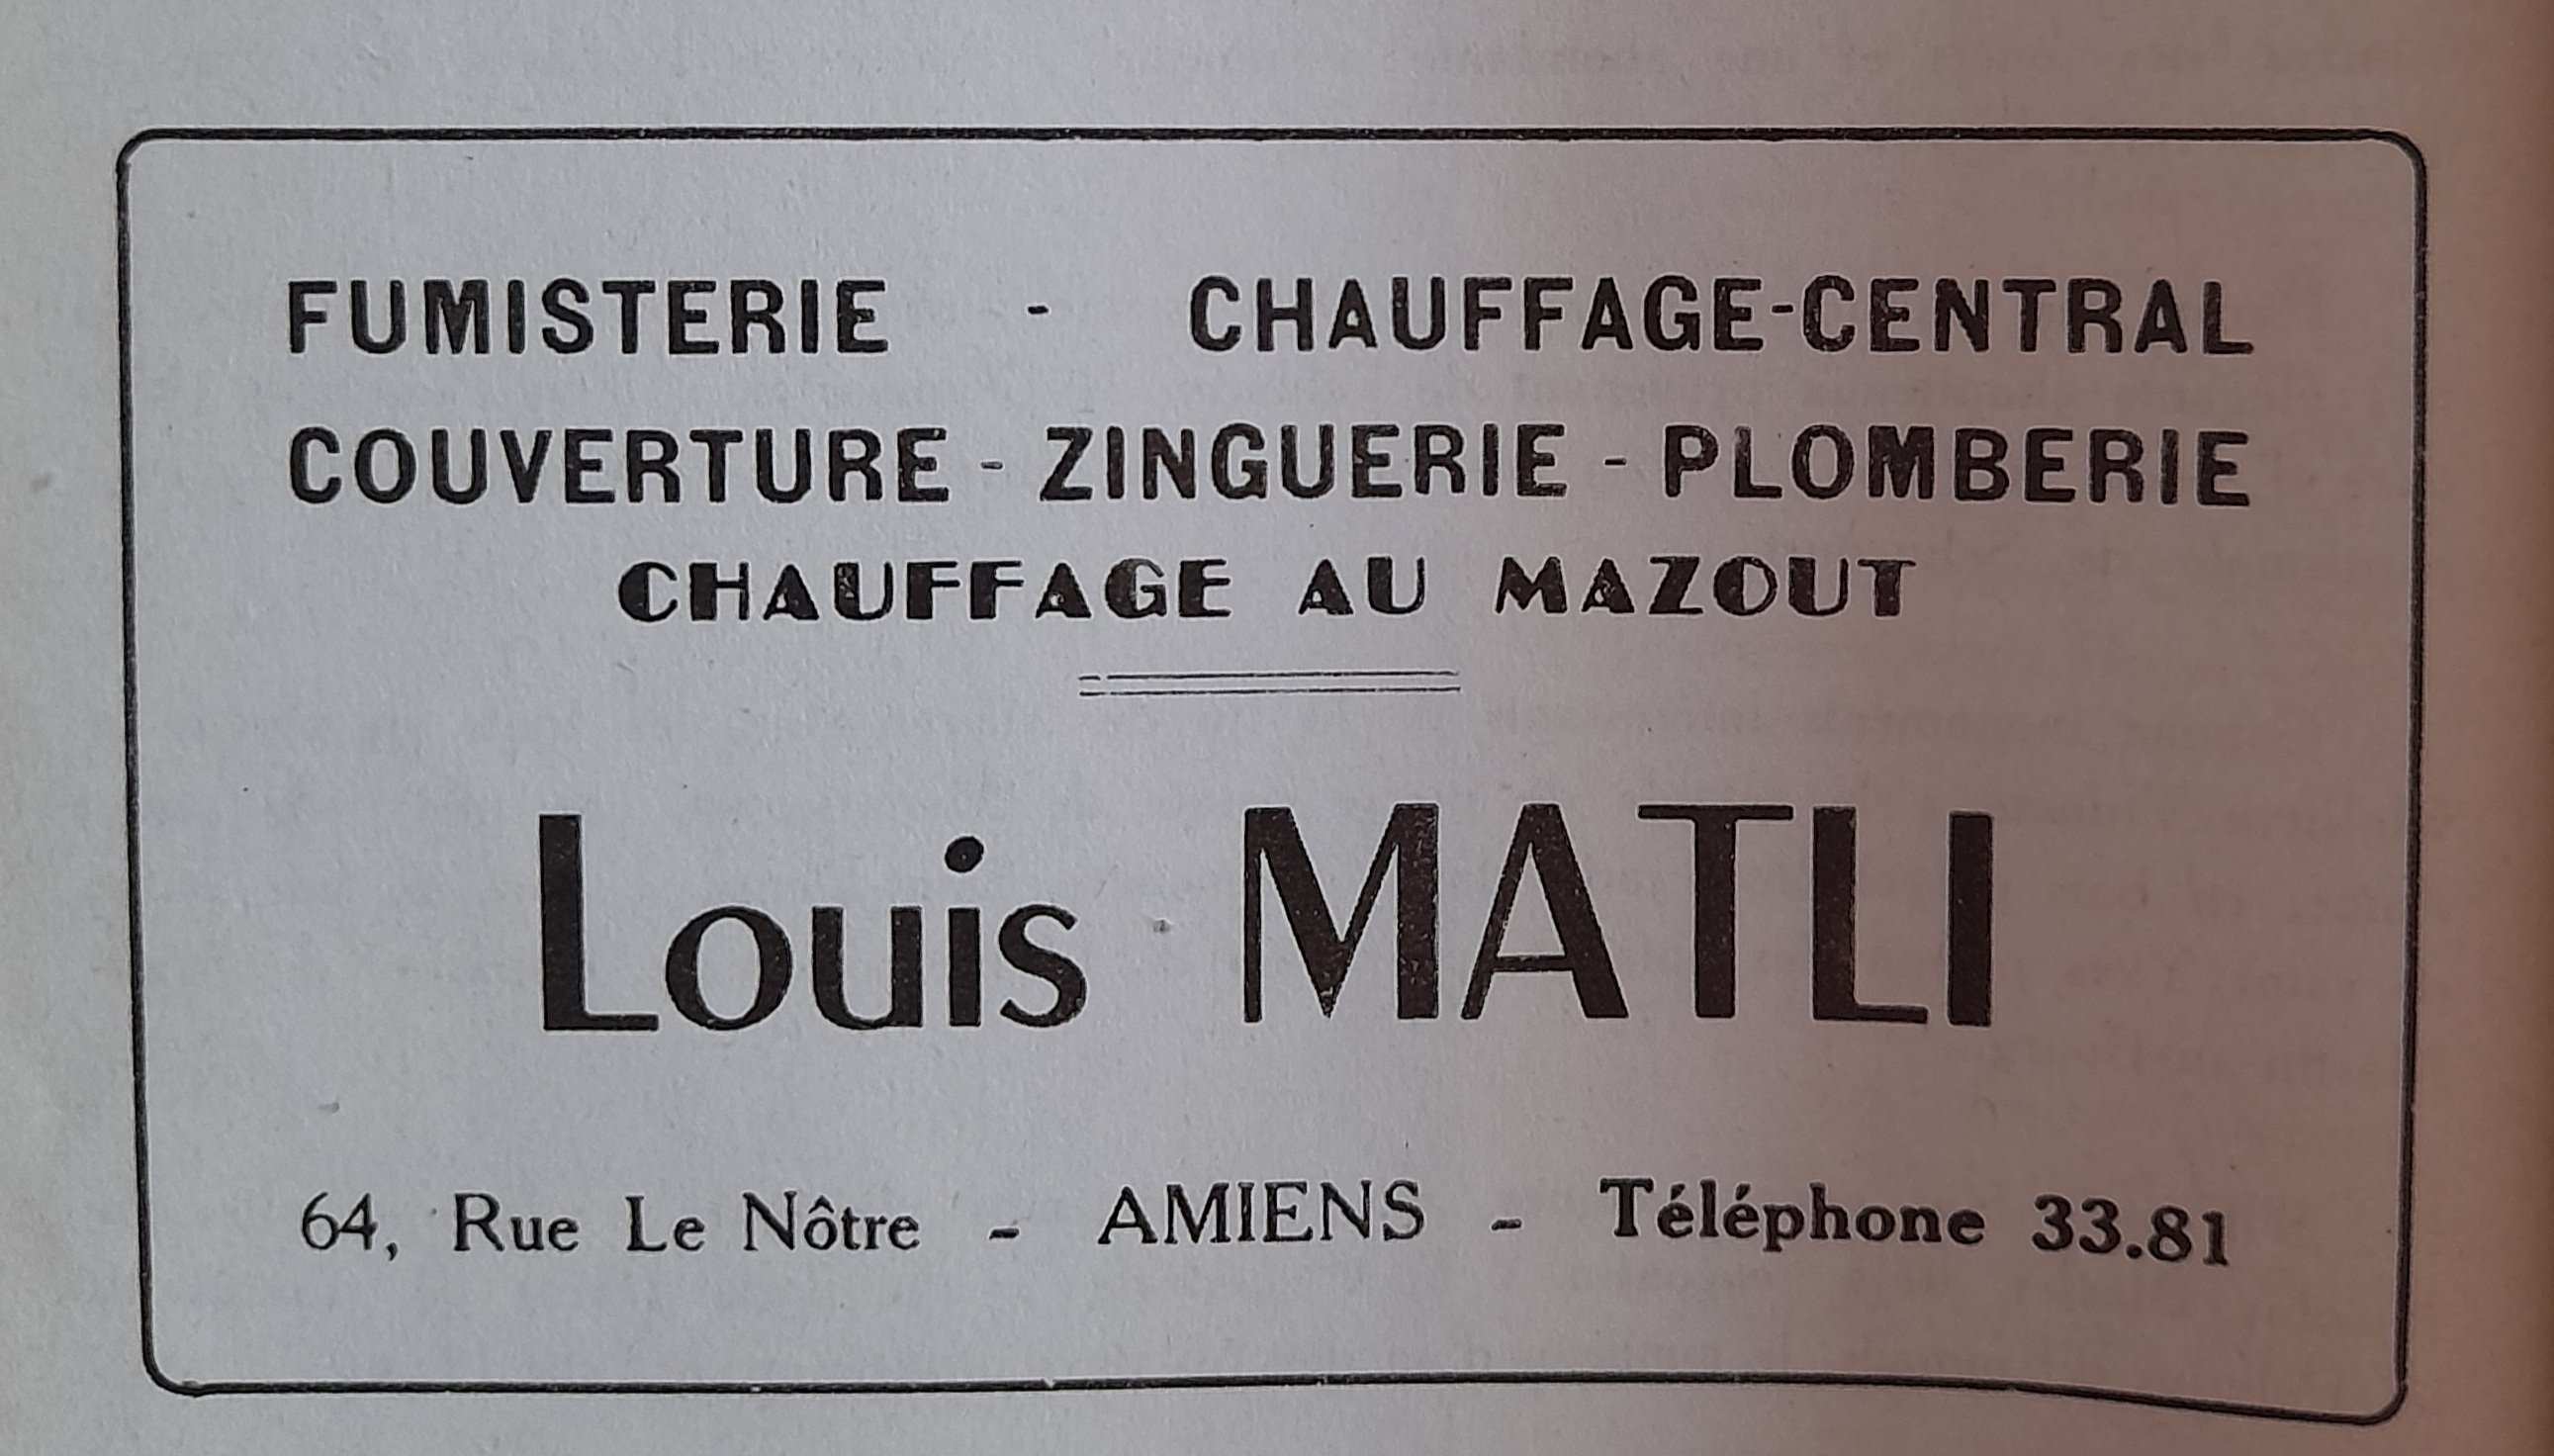 FUMISTERIE - CHAUFFAGE-CENTRAL
COUVERTURE - ZINGUERIE - PLOMBERIE
CHAUFFAGE AU MAZOUT
Louis MATLI
64, Rue Le Nôtre - AMIENS - Téléphone 33.81